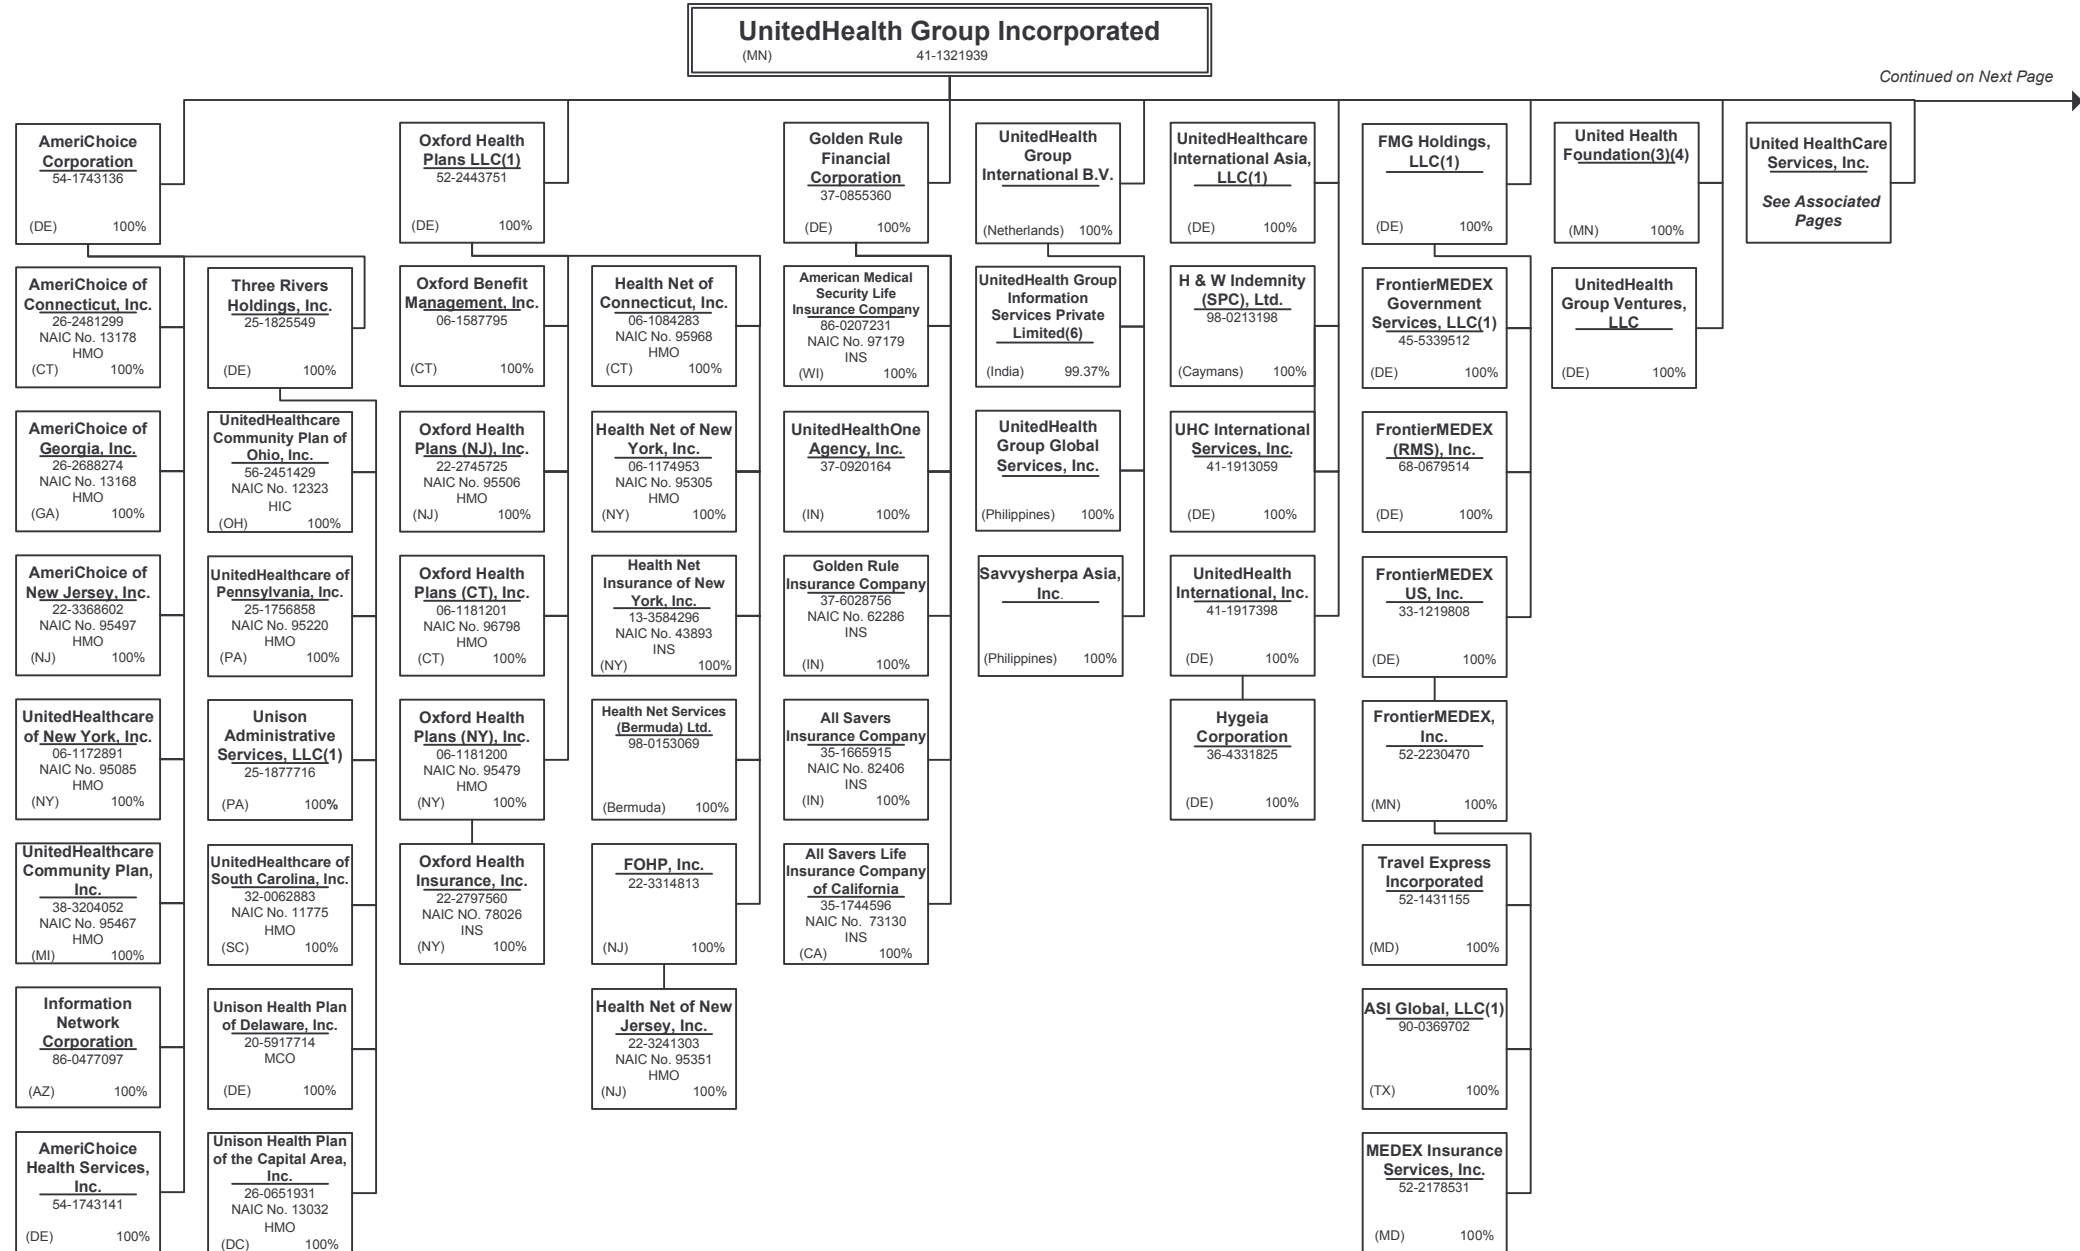 UnitedHealth Group Incorporated
(MN) 41-1321939
Continued on Next Page
AmeriChoice
Corporation
54-1743136
(DE) 100%
Oxford Health
Plans LLC(1)
52-2443751
(DE) 100%
Golden Rule
Financial
Corporation
37-0855360
(DE) 100%
UnitedHealth
Group
International B.V.
(Netherlands) 100%
UnitedHealthcare
International Asia,
LLC(1)
(DE) 100%
FMG Holdings,
LLC(1)
(DE) 100%
United Health
Foundation(3)(4)
(MN) 100%
United HealthCare
Services, Inc.
See Associated
Pages
AmeriChoice of
Connecticut, Inc.
26-2481299
NAIC No. 13178
HMO
(CT) 100%
Three Rivers
Holdings, Inc.
25-1825549
(DE) 100%
Oxford Benefit
Management, Inc.
06-1587795
(CT) 100%
Health Net of
Connecticut, Inc.
06-1084283
NAIC No. 95968
HMO
(CT) 100%
American Medical
Security Life
Insurance Company
86-0207231
NAIC No. 97179
INS
(WI) 100%
UnitedHealth Group
Information
Services Private
Limited(6)
(India) 99.37%
H & W Indemnity
(SPC), Ltd.
98-0213198
(Caymans) 100%
FrontierMEDEX
Government
Services, LLC(1)
45-5339512
(DE) 100%
UnitedHealth
Group Ventures,
LLC
(DE) 100%
AmeriChoice of
Georgia, Inc.
26-2688274
NAIC No. 13168
HMO
(GA) 100%
UnitedHealthcare
Community Plan of
Ohio, Inc.
56-2451429
NAIC No. 12323
HIC
(OH) 100%
Oxford Health
Plans (NJ), Inc.
22-2745725
NAIC No. 95506
HMO
(NJ) 100%
Health Net of New
York, Inc.
06-1174953
NAIC No. 95305
HMO
(NY) 100%
UnitedHealthOne
Agency, Inc.
37-0920164
(IN) 100%
UnitedHealth
Group Global
Services, Inc.
(Philippines) 100%
UHC International
Services, Inc.
41-1913059
(DE) 100%
FrontierMEDEX
(RMS), Inc.
68-0679514
(DE) 100%
AmeriChoice of
New Jersey, Inc.
22-3368602
NAIC No. 95497
HMO
(NJ) 100%
UnitedHealthcare of
Pennsylvania, Inc.
25-1756858
NAIC No. 95220
HMO
(PA) 100%
Oxford Health
Plans (CT), Inc.
06-1181201
NAIC No. 96798
HMO
(CT) 100%
Health Net
Insurance of New
York, Inc.
13-3584296
NAIC No. 43893
INS
(NY) 100%
Golden Rule
Insurance Company
37-6028756
NAIC No. 62286
INS
(IN) 100%
Savvysherpa Asia,
Inc.
(Philippines) 100%
UnitedHealth
International, Inc.
41-1917398
(DE) 100%
FrontierMEDEX
US, Inc.
33-1219808
(DE) 100%
UnitedHealthcare
of New York, Inc.
06-1172891
NAIC No. 95085
HMO
(NY) 100%
Unison
Administrative
Services, LLC(1)
25-1877716
(PA) 100%
Oxford Health
Plans (NY), Inc.
06-1181200
NAIC No. 95479
HMO
(NY) 100%
Health Net Services
(Bermuda) Ltd.
98-0153069
(Bermuda) 100%
All Savers
Insurance Company
35-1665915
NAIC No. 82406
INS
(IN) 100%
Hygeia
Corporation
36-4331825
(DE) 100%
FrontierMEDEX,
Inc.
52-2230470
(MN) 100%
UnitedHealthcare
Community Plan,
Inc.
38-3204052
NAIC No. 95467
HMO
(MI) 100%
UnitedHealthcare of
South Carolina, Inc.
32-0062883
NAIC No. 11775
HMO
(SC) 100%
Oxford Health
Insurance, Inc.
22-2797560
NAIC NO. 78026
INS
(NY) 100%
FOHP, Inc.
22-3314813
(NJ) 100%
All Savers Life
Insurance Company
of California
35-1744596
NAIC No. 73130
INS
(CA) 100%
Travel Express
Incorporated
52-1431155
(MD) 100%
Information
Network
Corporation
86-0477097
(AZ) 100%
Unison Health Plan
of Delaware, Inc.
20-5917714
MCO
(DE) 100%
Health Net of New
Jersey, Inc.
22-3241303
NAIC No. 95351
HMO
(NJ) 100%
ASI Global, LLC(1)
90-0369702
(TX) 100%
AmeriChoice
Health Services,
Inc.
54-1743141
(DE) 100%
Unison Health Plan
of the Capital Area,
Inc.
26-0651931
NAIC No. 13032
HMO
(DC) 100%
MEDEX Insurance
Services, Inc.
52-2178531
(MD) 100%